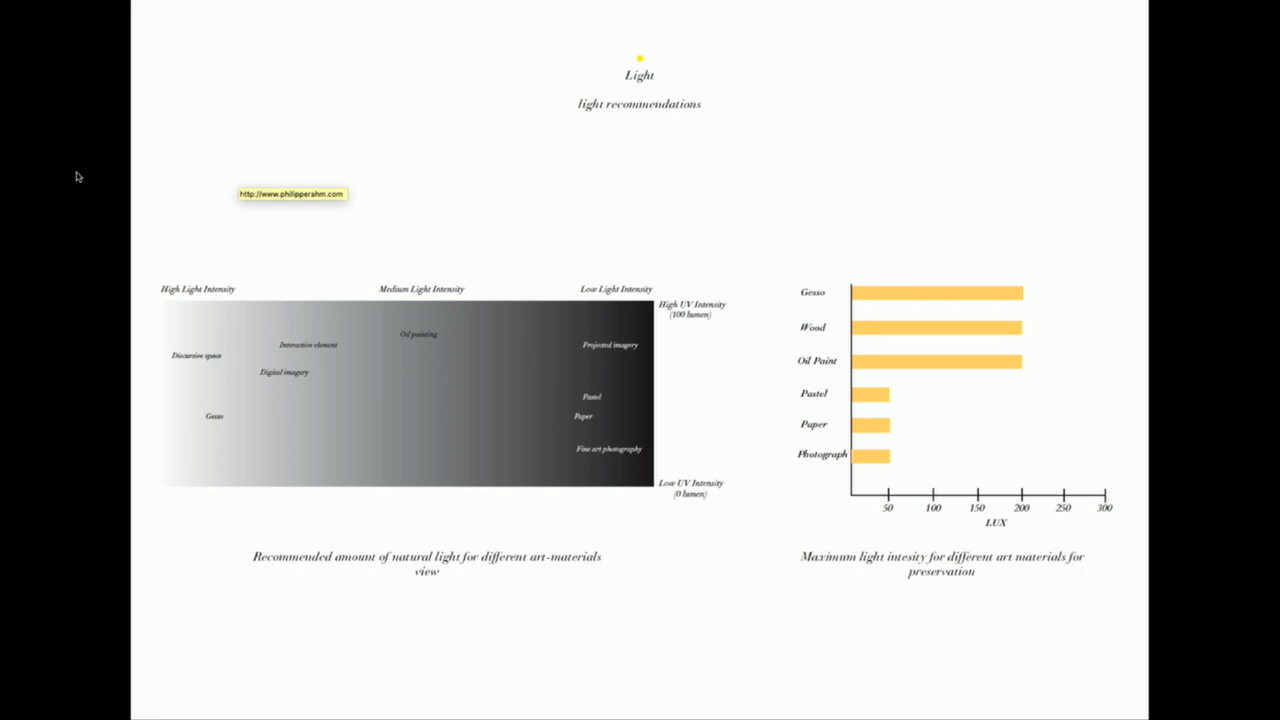 Light
light recommendations
http://www.philipperahm.com
High Light Intensity
Medium Light Intensity
Low Light Intensity
High UV Intensity
(100 lumen)
Oil painting
Interactive element
Projected imagery
Discursive space
Digital imagery
Pastel
Gesso
Paper
Fine art photography
Low UV Intensity
(0 lumen)
Recommended amount of natural light for different art-materials
view
Gesso
Wood
Oil Paint
Pastel
Paper
Photograph
50 100 150 200 250 300
LUX
Maximum light intesity for different art materials for
preservation